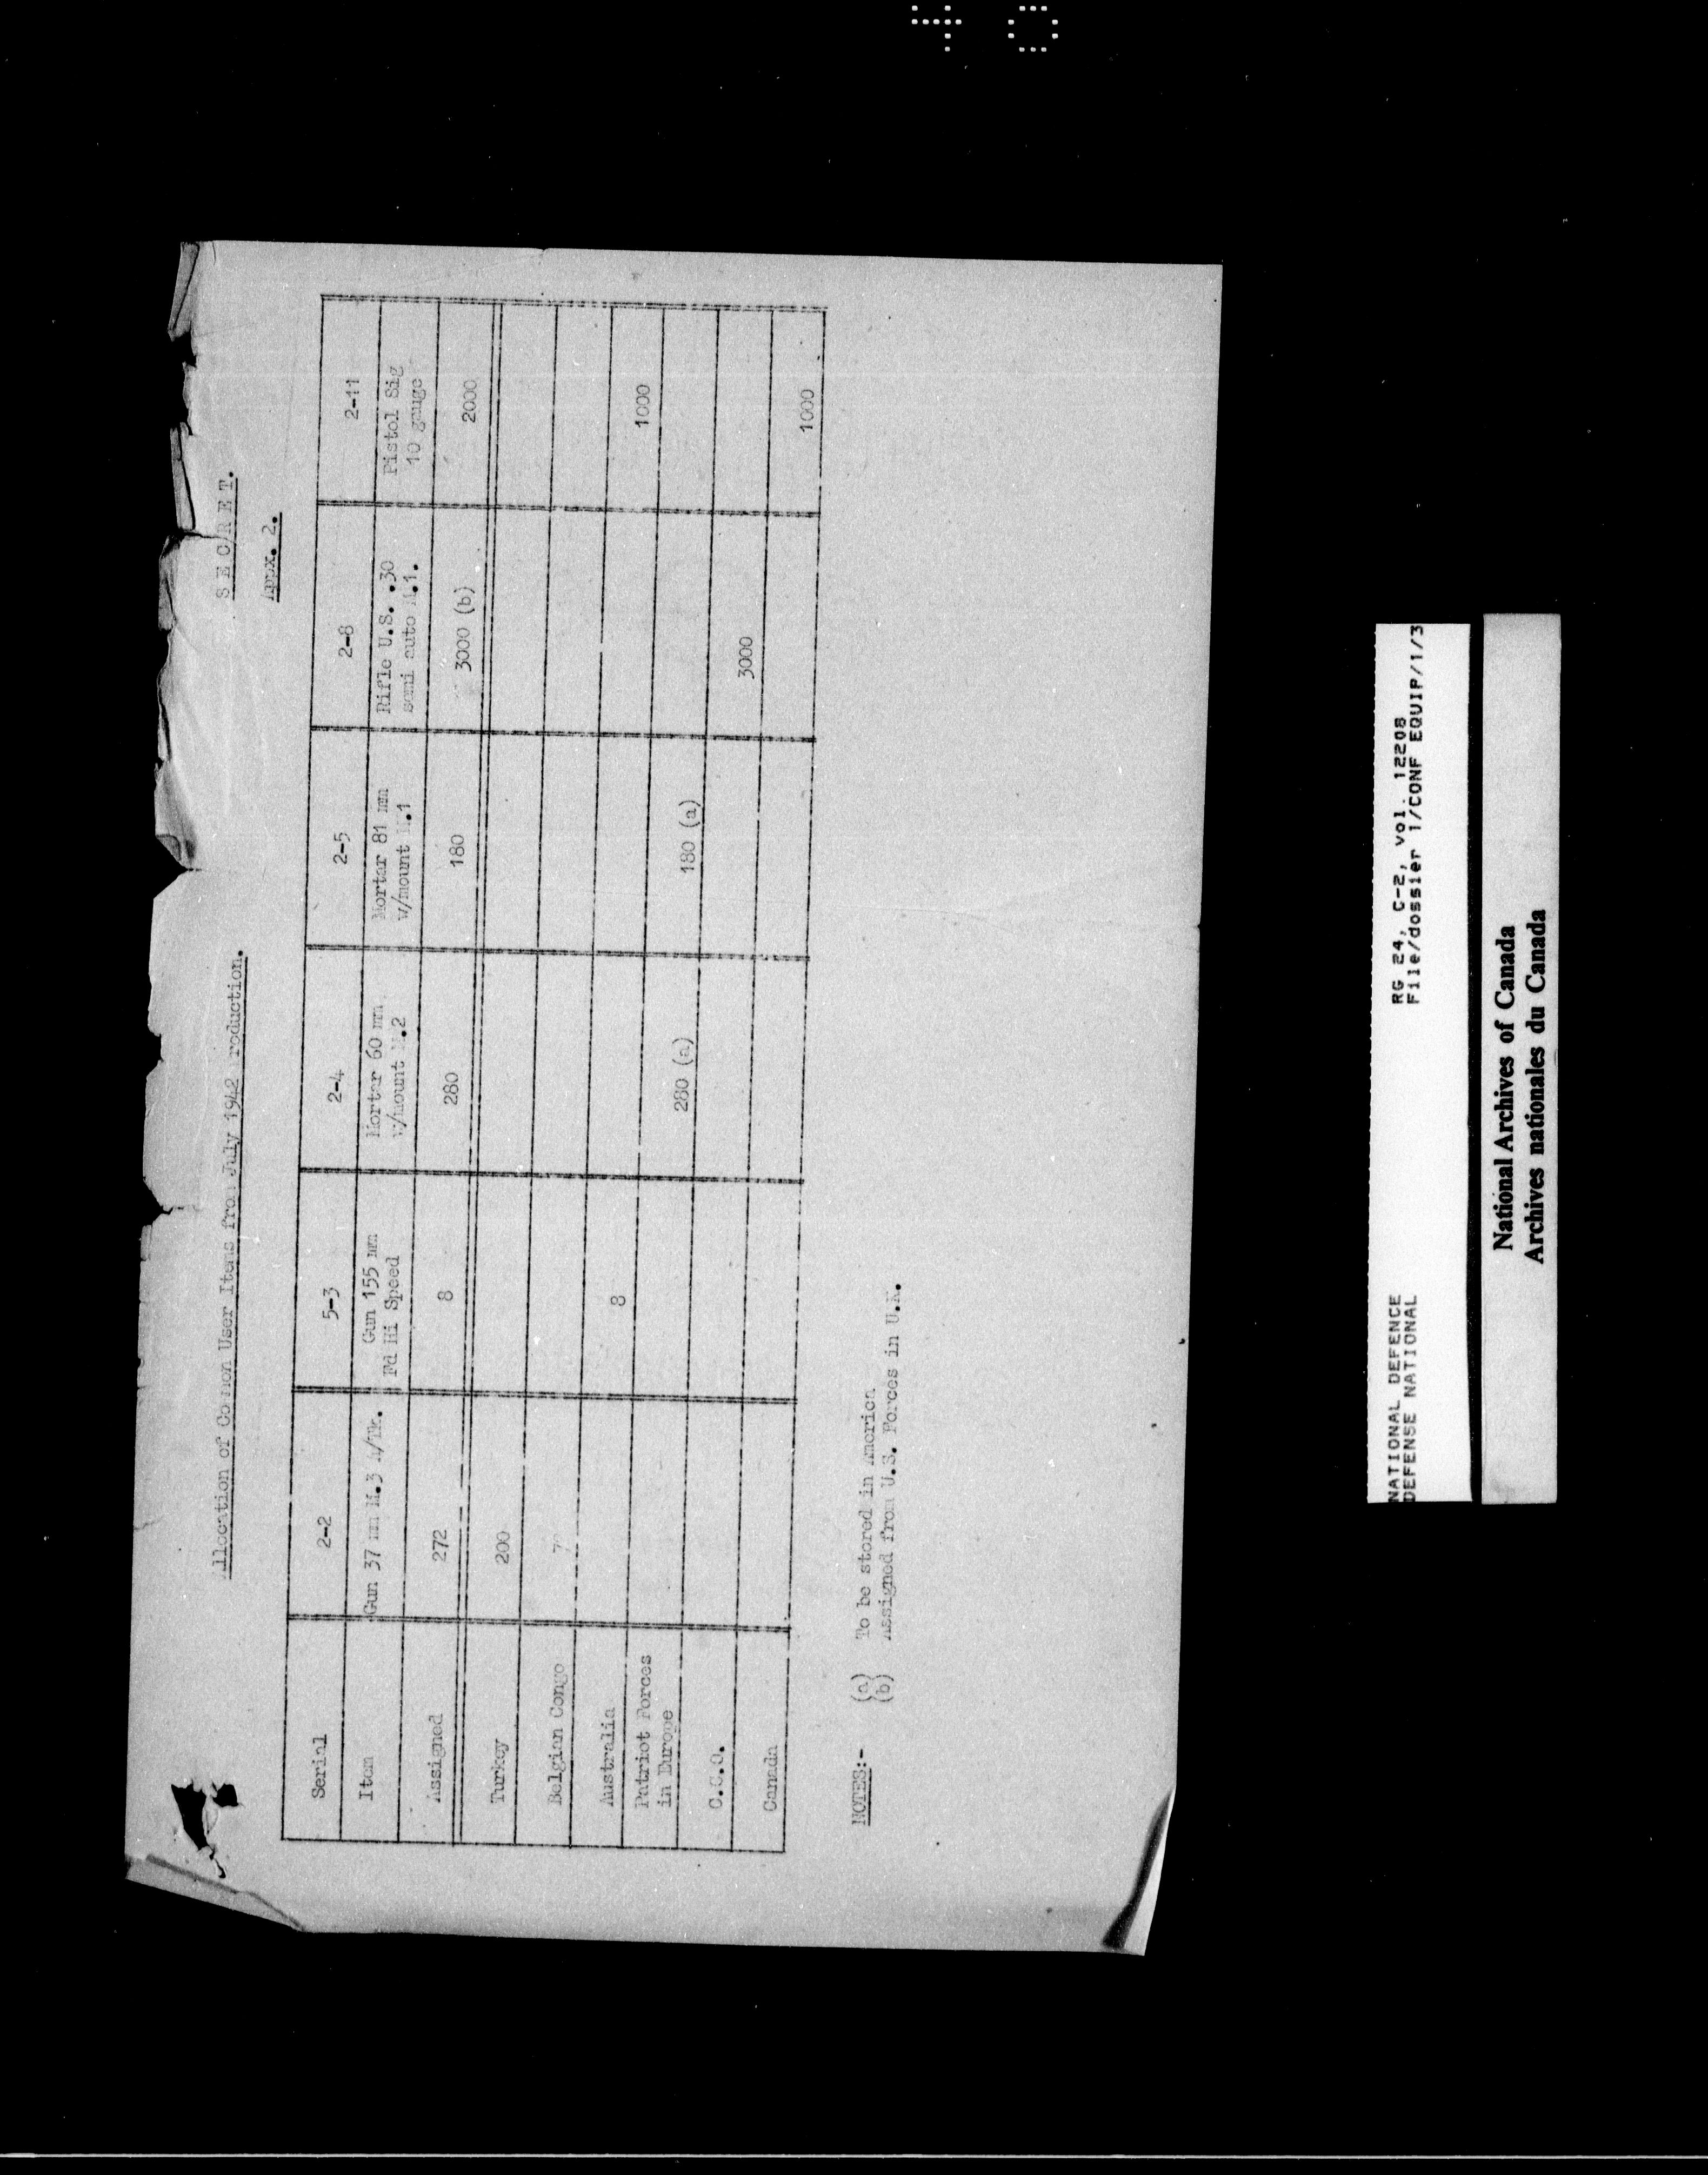 S E C R E T.
Appx. 2.
Allocation of Common User Items from July 1942 production.
Serial 2-2 5-3 2-4 2-5 2-8 2-11
Item Gun 37 mm M.3 A/Tk. Gun 155 mm Mortar 60 mm Mortar 81 mm Rifle U.S. .30 Pistol Sig
Fd Hi Speed w/mount M.2 w/mount M.1 semi auto M.1. 10 gauge
Assigned 272 8 280 180 3000 (b) 2000
Turkey 200
Belgian Congo
Australia 8 1000
Patriot Forces
in Europe 280 (a) 180 (a)
C.C.O. 3000
Canada 1000
NOTES:- (a) To be stored in America
(b) Assigned from U.S. Forces in U.K.
NATIONAL DEFENCE RG 24, C-2, vol. 12208
DEFENSE NATIONAL File/dossier 1/CONF EQUIP/1/3
National Archives of Canada
Archives nationales du Canada